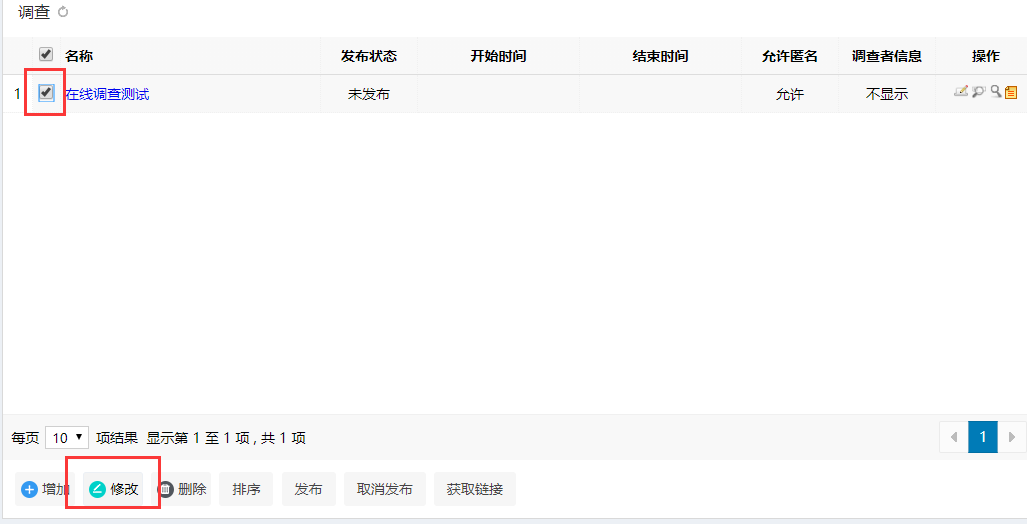 调查
名称 发布状态 开始时间 结束时间 允许匿名 调查者信息 操作
1 在线调查测试 未发布 允许 不显示
每页 10 项结果 显示第 1 至 1 项 , 共 1 项 1
增加 修改 删除 排序 发布 取消发布 获取链接